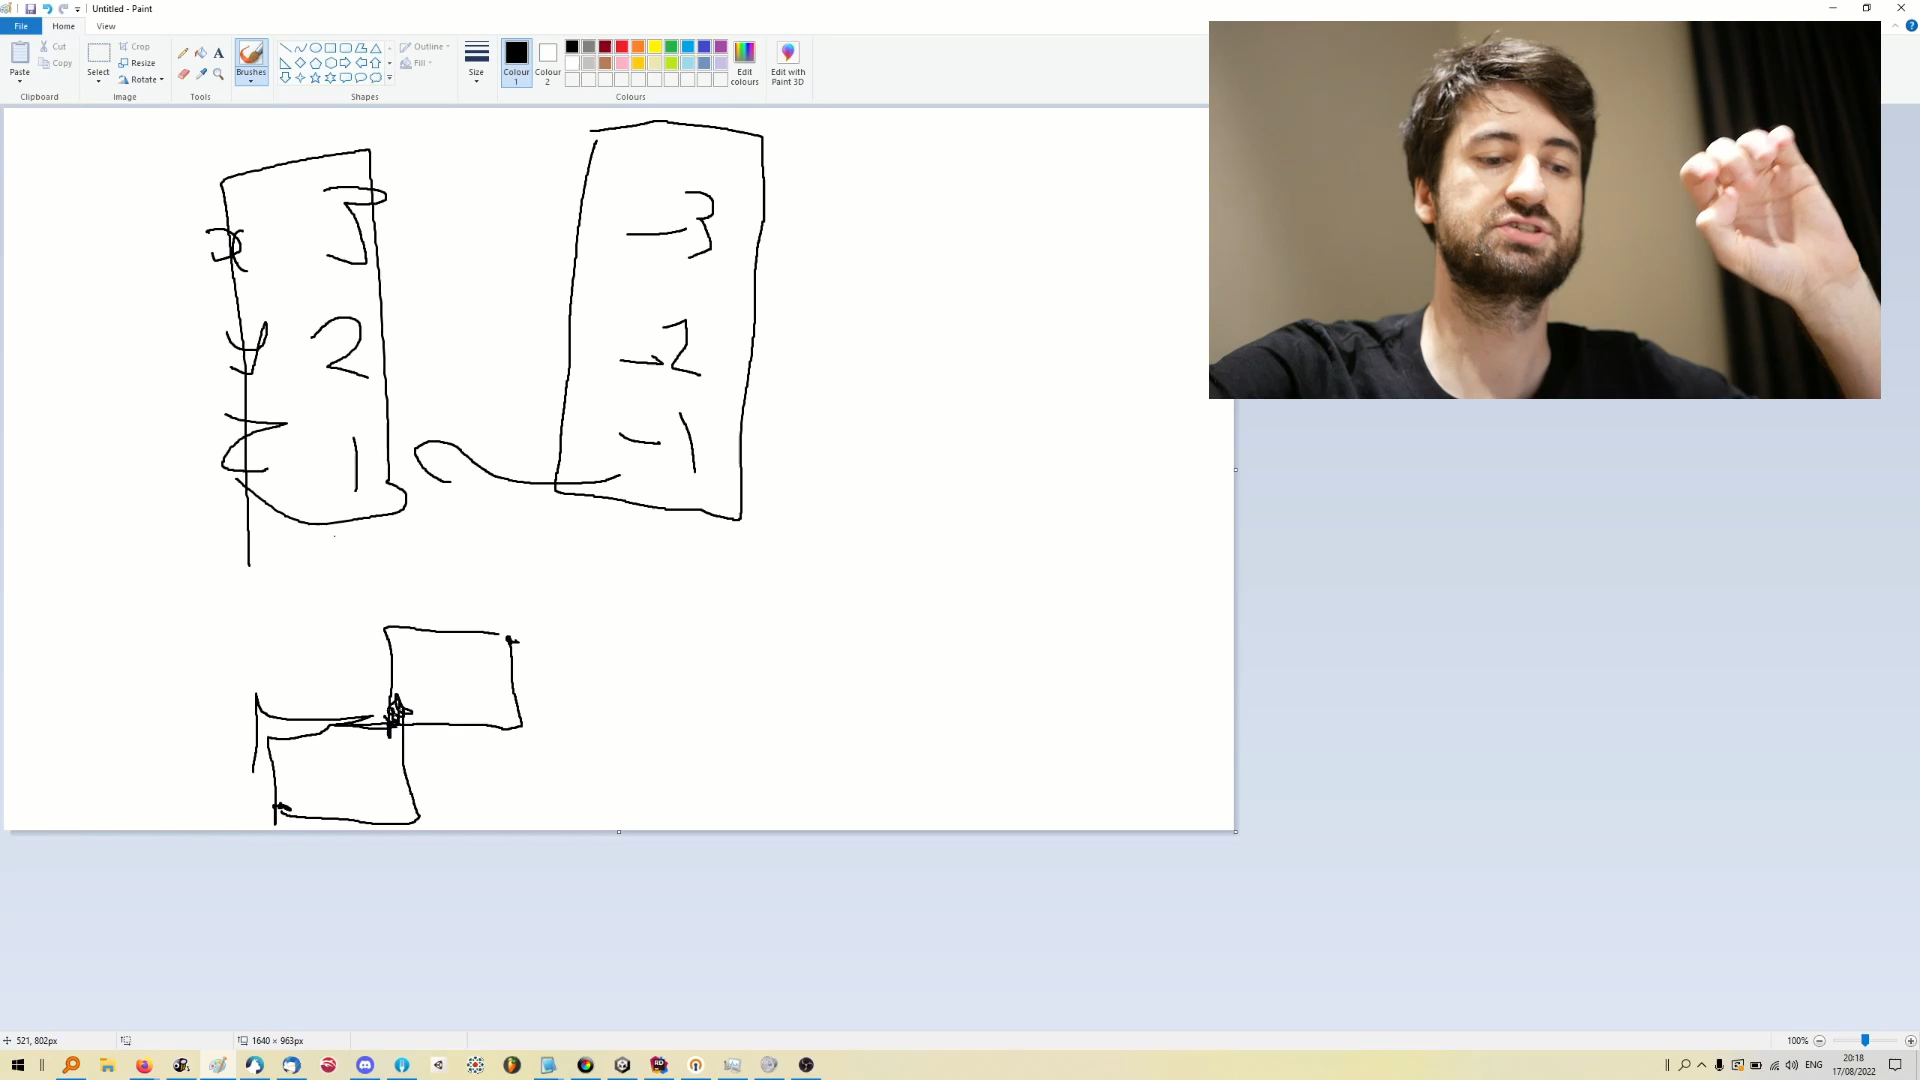 Untitled - Paint
File Home View
Paste
Cut
Copy
Clipboard
Select
Crop
Resize
Rotate
Image
A
Tools
Brushes
Outline
Fill
Shapes
Size
Colour 1
Colour 2
Edit colours
Edit with Paint 3D
Colours
x 3
y 2
z 1
-3
-2
-1
521, 802px
1640 × 963px
100%
ENG
20:18
17/08/2022